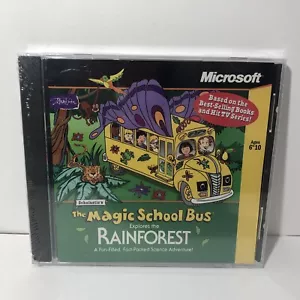 Microsoft
Based on the
Best-Selling Books
and Hit TV Series!
Ages
6 to 10
Scholastic's
The Magic School Bus
Explores the
RAINFOREST
A Fun-Filled, Fact-Packed Science Adventure!